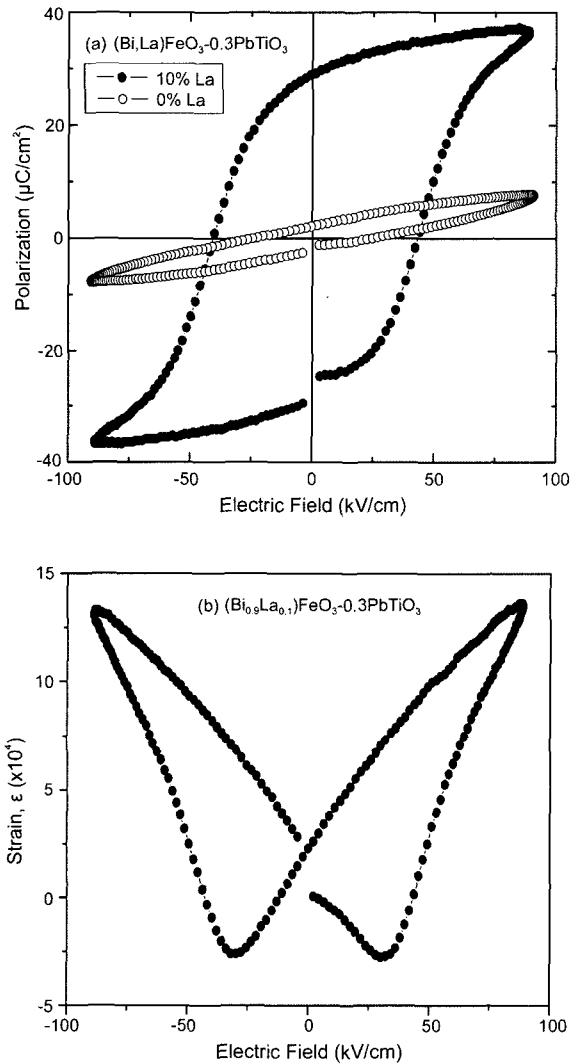 (a) (Bi,La)FeO₃-0.3PbTiO₃
10% La
0% La
40
20
0
-20
-40
Polarization (μC/cm²)
-100 -50 0 50 100
Electric Field (kV/cm)
(b) (Bi₀.₉La₀.₁)FeO₃-0.3PbTiO₃
15
10
5
0
-5
Strain, ε (x10⁴)
-100 -50 0 50 100
Electric Field (kV/cm)